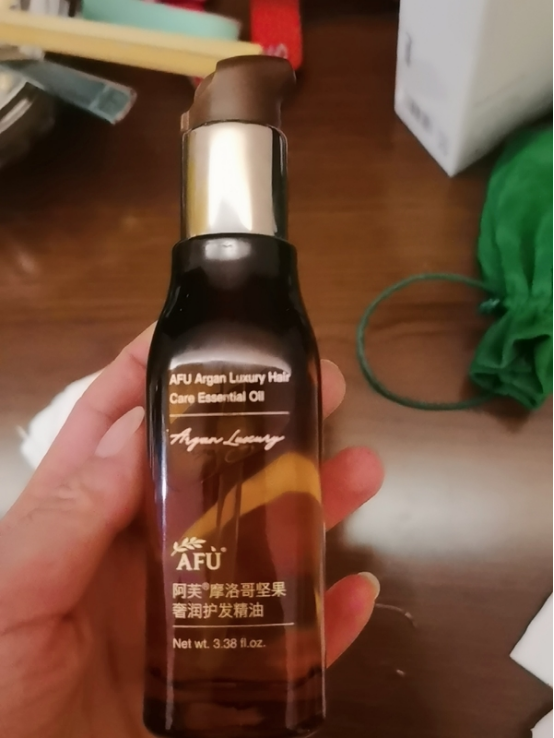 AFU Argan Luxury Hair
Care Essential Oil
Argan Luxury
AFU®
阿芙®摩洛哥坚果
奢润护发精油
Net wt. 3.38 fl.oz.